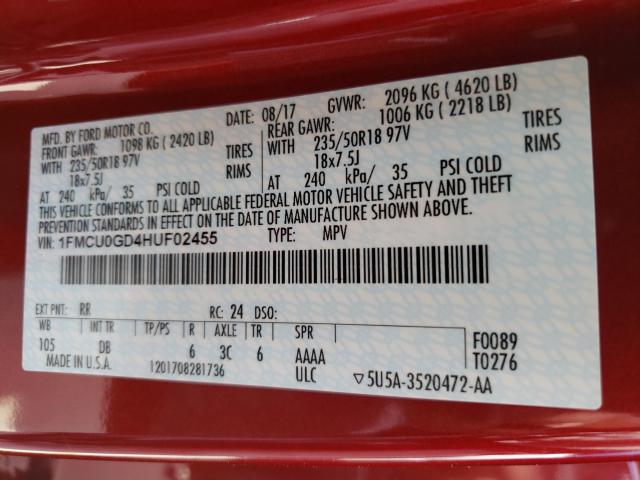 MFD. BY FORD MOTOR CO. DATE: 08/17 GVWR: 2096 KG ( 4620 LB)
FRONT GAWR: 1098 KG ( 2420 LB) REAR GAWR: 1006 KG ( 2218 LB)
WITH 235/50R18 97V TIRES WITH 235/50R18 97V TIRES
18x7.5J RIMS 18x7.5J RIMS
AT 240 kPa/ 35 PSI COLD AT 240 kPa/ 35 PSI COLD
THIS VEHICLE CONFORMS TO ALL APPLICABLE FEDERAL MOTOR VEHICLE SAFETY AND THEFT
PREVENTION STANDARDS IN EFFECT ON THE DATE OF MANUFACTURE SHOWN ABOVE.
VIN: 1FMCU0GD4HUF02455 TYPE: MPV
EXT PNT: RR RC: 24 DSO:
WB INT TR TP/PS R AXLE TR SPR F0089
105 DB 6 3C 6 AAAA T0276
MADE IN U.S.A. 1201708281736 ULC ▽5U5A-3520472-AA